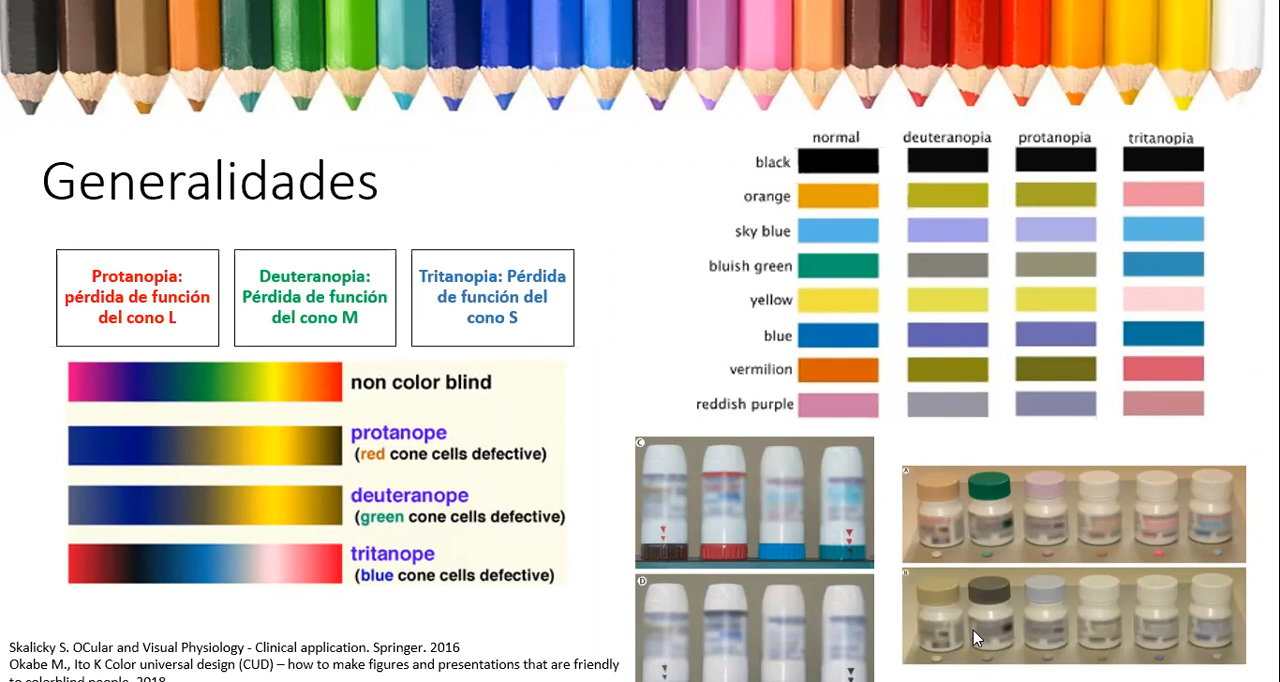 Generalidades
Protanopia:
pérdida de función
del cono L
Deuteranopia:
Pérdida de función
del cono M
Tritanopia: Pérdida
de función del
cono S
non color blind
protanope
(red cone cells defective)
deuteranope
(green cone cells defective)
tritanope
(blue cone cells defective)
normal deuteranopia protanopia tritanopia
black
orange
sky blue
bluish green
yellow
blue
vermilion
reddish purple
C
A
D
B
Skalicky S. OCular and Visual Physiology - Clinical application. Springer. 2016
Okabe M., Ito K Color universal design (CUD) – how to make figures and presentations that are friendly
to colorblind people. 2018